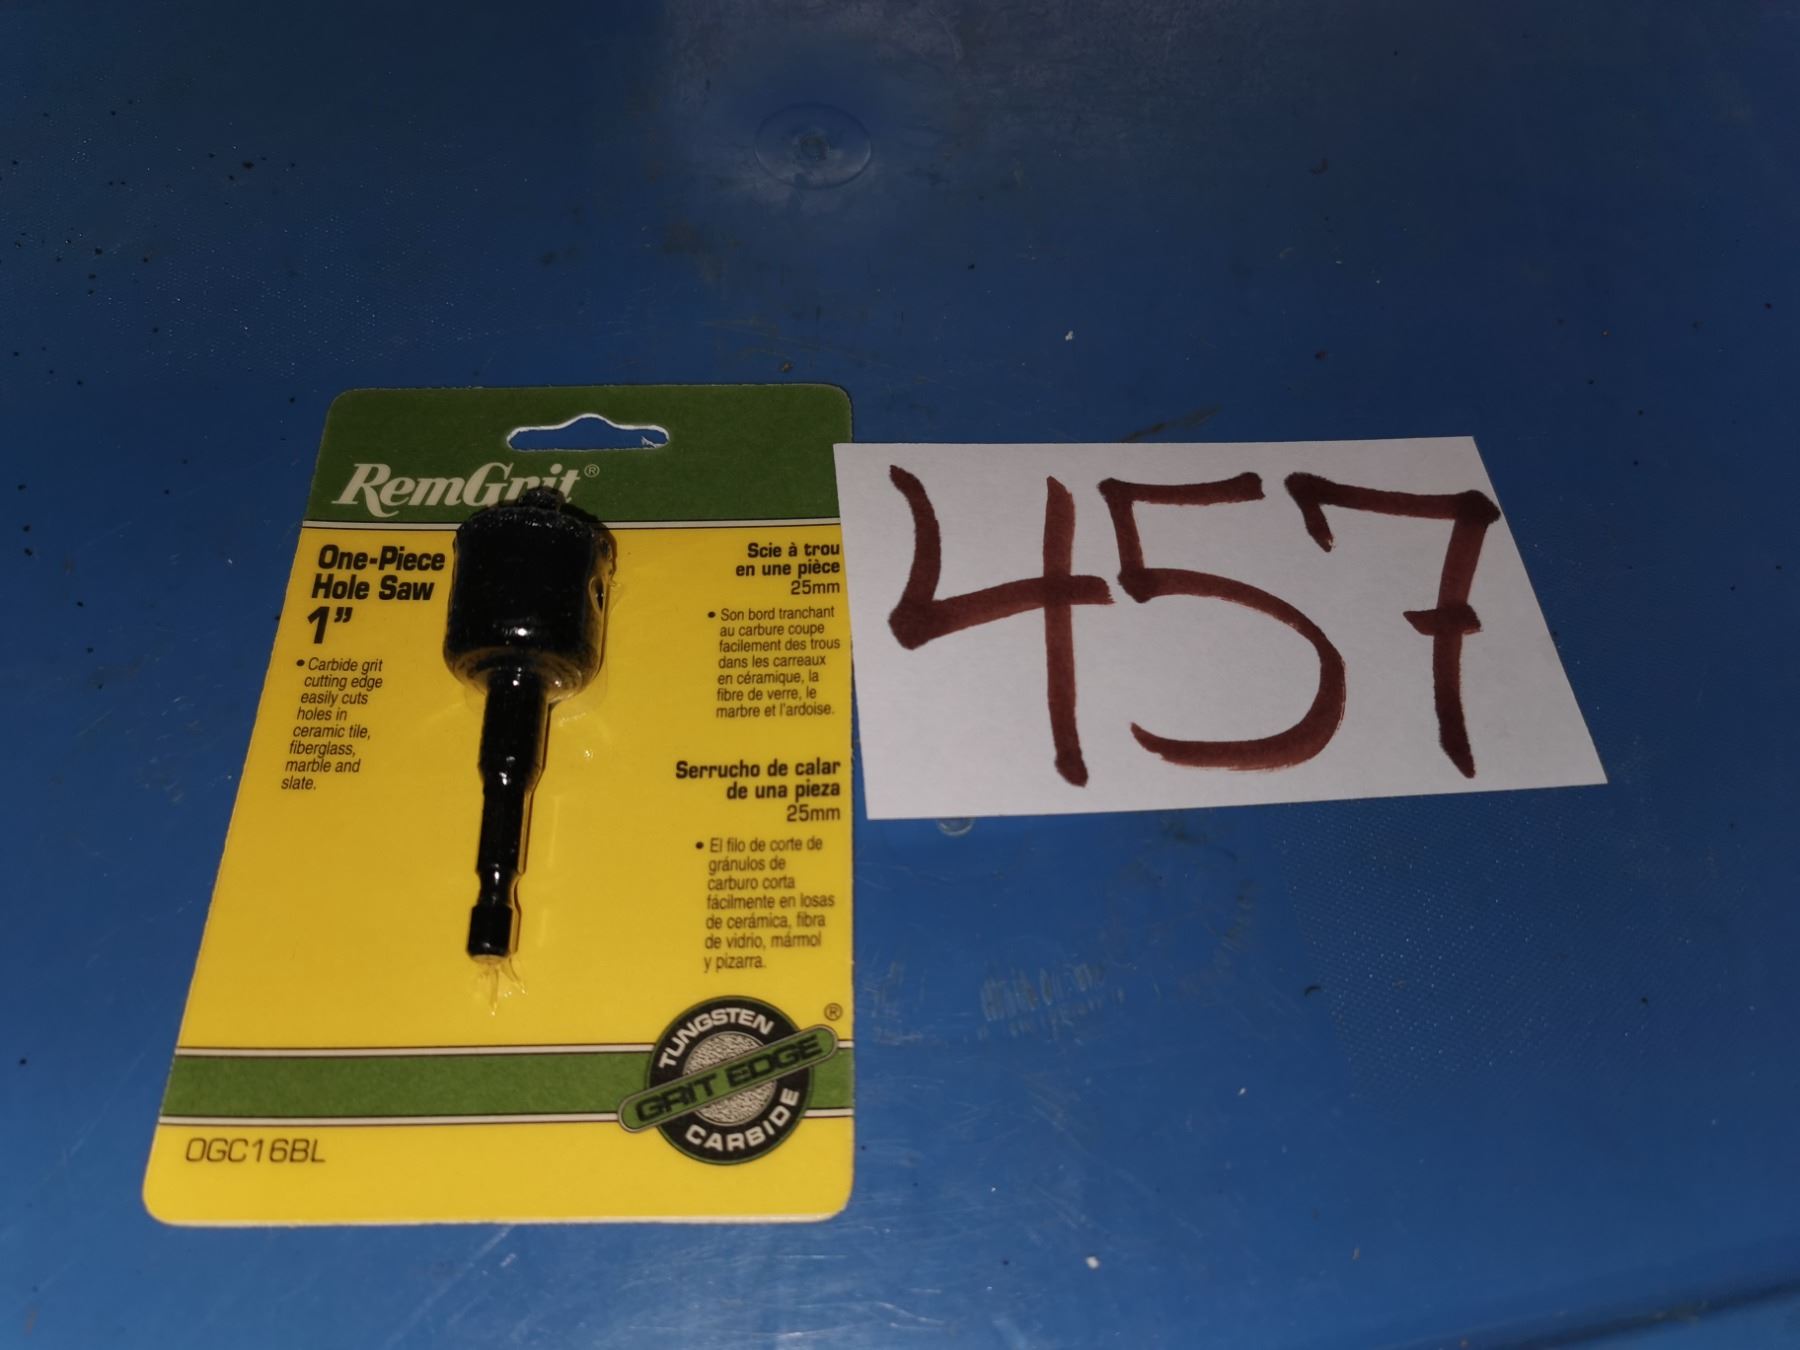 RemGrit®
One-Piece
Hole Saw
1”
• Carbide grit
cutting edge
easily cuts
holes in
ceramic tile,
fiberglass,
marble and
slate.
Scie à trou
en une pièce
25mm
• Son bord tranchant
au carbure coupe
facilement des trous
dans les carreaux
en céramique, la
fibre de verre, le
marbre et l'ardoise.
Serrucho de calar
de una pieza
25mm
• El filo de corte de
gránulos de
carburo corta
fácilmente en losas
de cerámica, fibra
de vidrio, mármol
y pizarra.
TUNGSTEN
®
GRIT EDGE
CARBIDE
OGC16BL
457